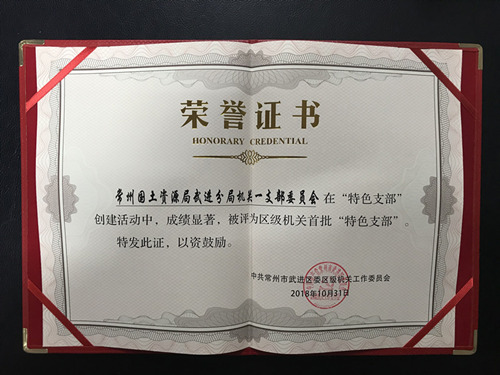 荣誉证书
HONORARY CREDENTIAL
常州国土资源局武进分局机关一支部委员会在“特色支部”
创建活动中，成绩显著，被评为区级机关首批“特色支部”。
特发此证，以资鼓励。
中共常州市武进区委区级机关工作委员会
2018年10月31日